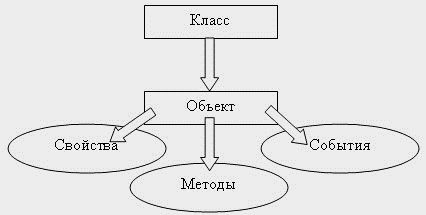 Класс
Объект
Свойства
События
Методы